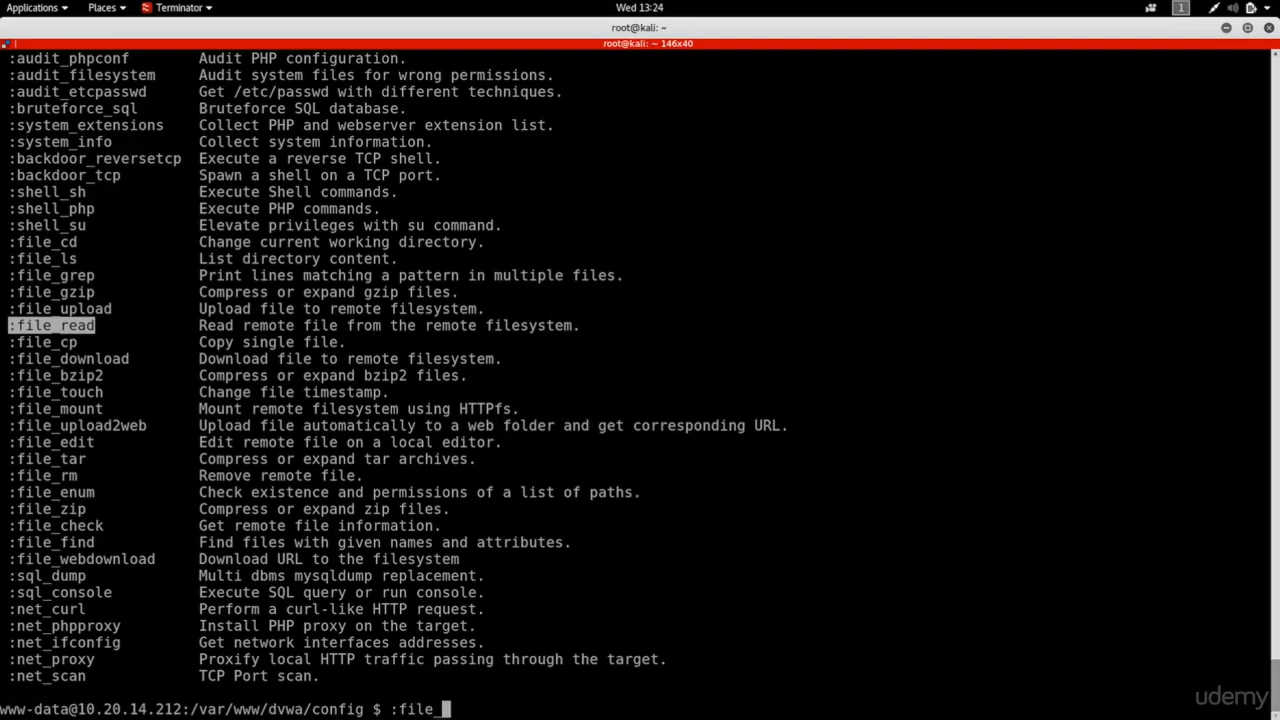 Applications Places Terminator Wed 13:24 1
root@kali: ~
root@kali: ~ 146x40
:audit_phpconf Audit PHP configuration.
:audit_filesystem Audit system files for wrong permissions.
:audit_etcpasswd Get /etc/passwd with different techniques.
:bruteforce_sql Bruteforce SQL database.
:system_extensions Collect PHP and webserver extension list.
:system_info Collect system information.
:backdoor_reversetcp Execute a reverse TCP shell.
:backdoor_tcp Spawn a shell on a TCP port.
:shell_sh Execute Shell commands.
:shell_php Execute PHP commands.
:shell_su Elevate privileges with su command.
:file_cd Change current working directory.
:file_ls List directory content.
:file_grep Print lines matching a pattern in multiple files.
:file_gzip Compress or expand gzip files.
:file_upload Upload file to remote filesystem.
:file_read Read remote file from the remote filesystem.
:file_cp Copy single file.
:file_download Download file to remote filesystem.
:file_bzip2 Compress or expand bzip2 files.
:file_touch Change file timestamp.
:file_mount Mount remote filesystem using HTTPfs.
:file_upload2web Upload file automatically to a web folder and get corresponding URL.
:file_edit Edit remote file on a local editor.
:file_tar Compress or expand tar archives.
:file_rm Remove remote file.
:file_enum Check existence and permissions of a list of paths.
:file_zip Compress or expand zip files.
:file_check Get remote file information.
:file_find Find files with given names and attributes.
:file_webdownload Download URL to the filesystem
:sql_dump Multi dbms mysqldump replacement.
:sql_console Execute SQL query or run console.
:net_curl Perform a curl-like HTTP request.
:net_phpproxy Install PHP proxy on the target.
:net_ifconfig Get network interfaces addresses.
:net_proxy Proxify local HTTP traffic passing through the target.
:net_scan TCP Port scan.
www-data@10.20.14.212:/var/www/dvwa/config $ :file_
udemy